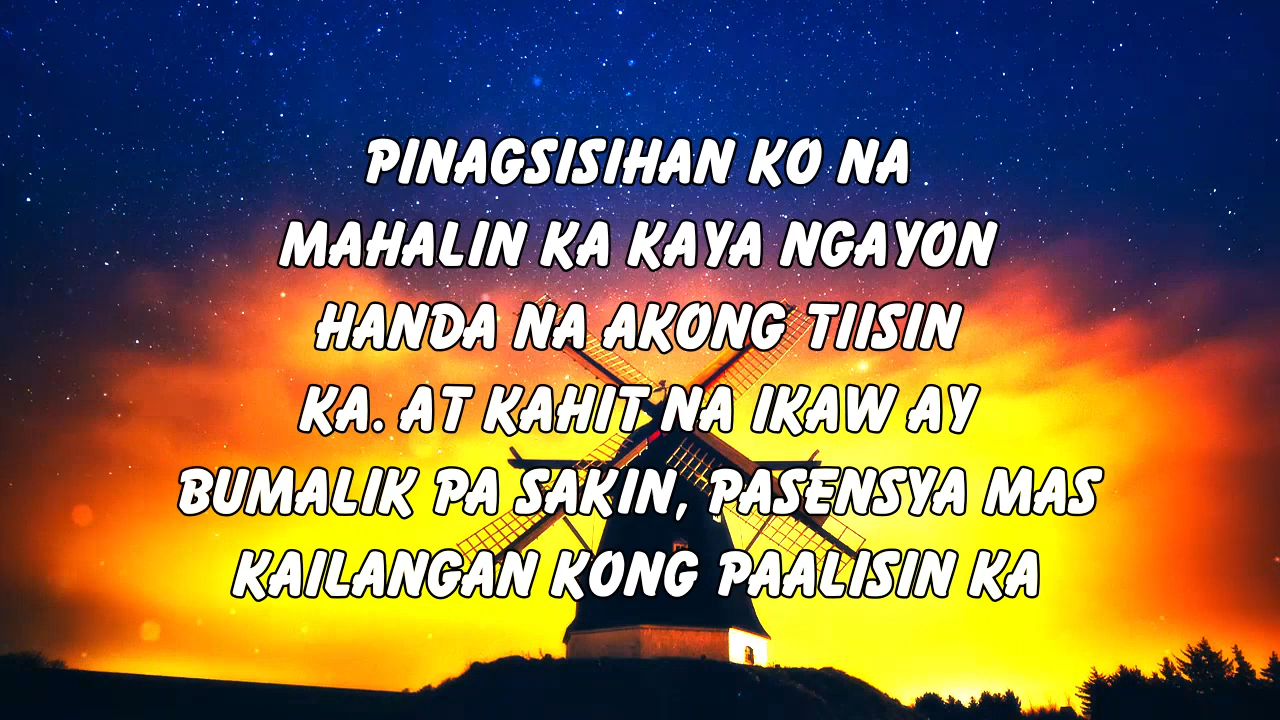 PINAGSISIHAN KO NA
MAHALIN KA KAYA NGAYON
HANDA NA AKONG TIISIN
KA. AT KAHIT NA IKAW AY
BUMALIK PA SAKIN, PASENSYA MAS
KAILANGAN KONG PAALISIN KA